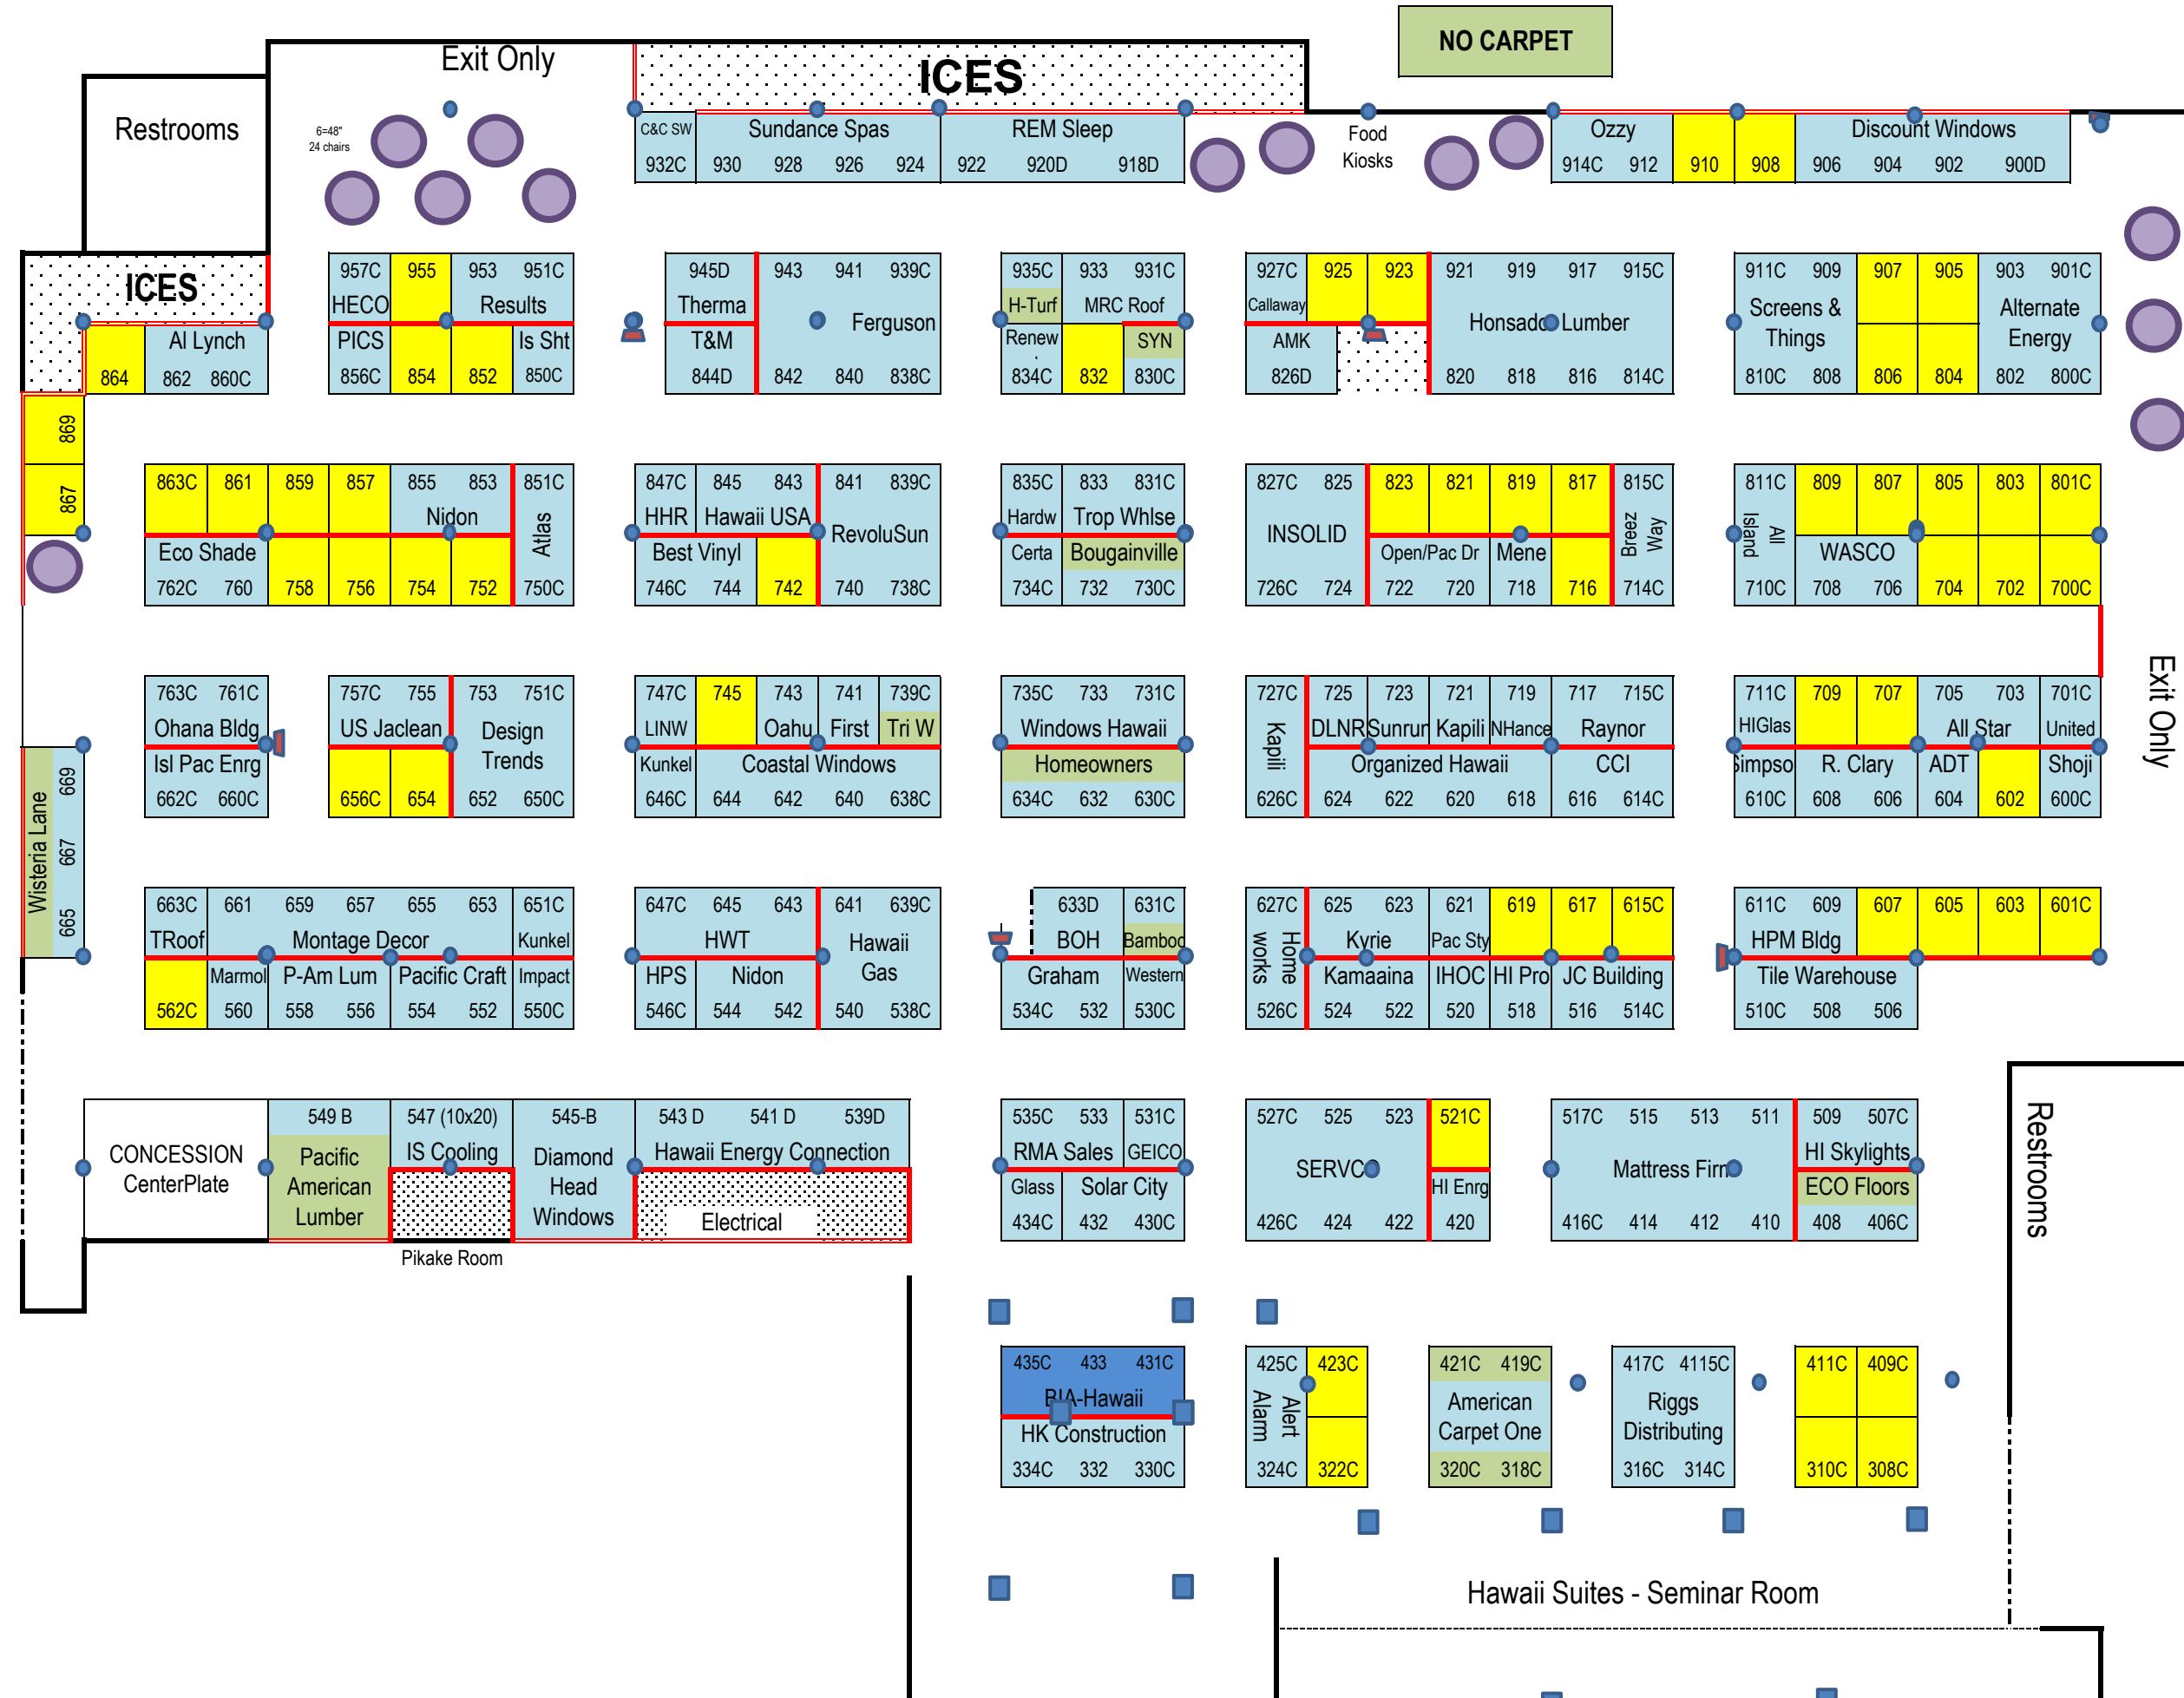 NO CARPET
Exit Only
ICES
Restrooms
6=48"
24 chairs
C&C SW Sundance Spas REM Sleep
932C 930 928 926 924 922 920D 918D
Food
Kiosks
Ozzy Discount Windows
914C 912 910 908 906 904 902 900D
ICES
957C 955 953 951C 945D 943 941 939C 935C 933 931C 927C 925 923 921 919 917 915C 911C 909 907 905 903 901C
HECO Results Therma Ferguson H-Turf MRC Roof Callaway Honsado Lumber Screens & Things Alternate Energy
Al Lynch PICS Is Sht T&M Renew SYN AMK
864 862 860C 856C 854 852 850C 844D 842 840 838C 834C 832 830C 826D 820 818 816 814C 810C 808 806 804 802 800C
869
867
863C 861 859 857 855 853 851C 847C 845 843 841 839C 835C 833 831C 827C 825 823 821 819 817 815C 811C 809 807 805 803 801C
Nidon Atlas HHR Hawaii USA RevoluSun Hardw Trop Whlse INSOLID Breez Way All Island
Eco Shade Best Vinyl Certa Bougainville Open/Pac Dr Mene WASCO
762C 760 758 756 754 752 750C 746C 744 742 740 738C 734C 732 730C 726C 724 722 720 718 716 714C 710C 708 706 704 702 700C
Exit Only
763C 761C 757C 755 753 751C 747C 745 743 741 739C 735C 733 731C 727C 725 723 721 719 717 715C 711C 709 707 705 703 701C
Ohana Bldg US Jaclean Design Trends LINW Oahu First Tri W Windows Hawaii Kapili DLNR Sunrun Kapili NHance Raynor HIGlas All Star United
Isl Pac Enrg Kunkel Coastal Windows Homeowners Organized Hawaii CCI Simpso R. Clary ADT Shoji
662C 660C 656C 654 652 650C 646C 644 642 640 638C 634C 632 630C 626C 624 622 620 618 616 614C 610C 608 606 604 602 600C
Wisteria Lane
669
667
665
663C 661 659 657 655 653 651C 647C 645 643 641 639C 633D 631C 627C 625 623 621 619 617 615C 611C 609 607 605 603 601C
TRoof Montage Decor Kunkel HWT Hawaii Gas BOH Bamboo Home works Kyrie Pac Sty HPM Bldg
Marmol P-Am Lum Pacific Craft Impact HPS Nidon Graham Western Kamaaina IHOC HI Pro JC Building Tile Warehouse
562C 560 558 556 554 552 550C 546C 544 542 540 538C 534C 532 530C 526C 524 522 520 518 516 514C 510C 508 506
549 B 547 (10x20) 545-B 543 D 541 D 539D 535C 533 531C 527C 525 523 521C 517C 515 513 511 509 507C
CONCESSION
CenterPlate
Pacific
American
Lumber
IS Cooling
Diamond
Head
Windows
Hawaii Energy Connection
Electrical
Pikake Room
RMA Sales GEICO SERVCO Mattress Firm HI Skylights
Glass Solar City HI Enrg ECO Floors
434C 432 430C 426C 424 422 420 416C 414 412 410 408 406C
Restrooms
435C 433 431C 425C 423C 421C 419C 417C 4115C 411C 409C
BIA-Hawaii Alert Alarm American Carpet One Riggs Distributing
HK Construction
334C 332 330C 324C 322C 320C 318C 316C 314C 310C 308C
Hawaii Suites - Seminar Room